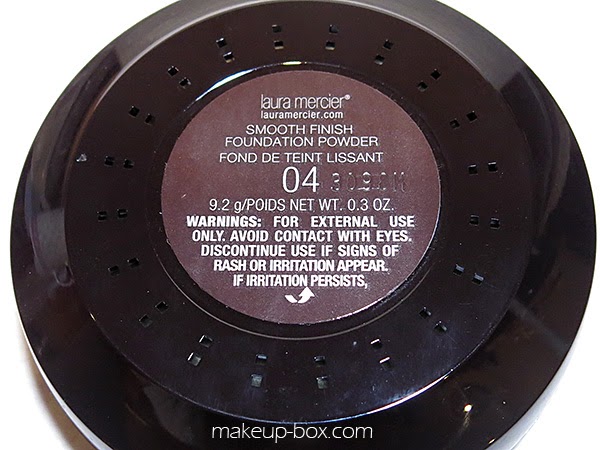 laura mercier®
lauramercier.com
SMOOTH FINISH
FOUNDATION POWDER
FOND DE TEINT LISSANT
04
9.2 g/POIDS NET WT. 0.3 OZ.
WARNINGS: FOR EXTERNAL USE
ONLY. AVOID CONTACT WITH EYES.
DISCONTINUE USE IF SIGNS OF
RASH OR IRRITATION APPEAR.
IF IRRITATION PERSISTS,
makeup-box.com